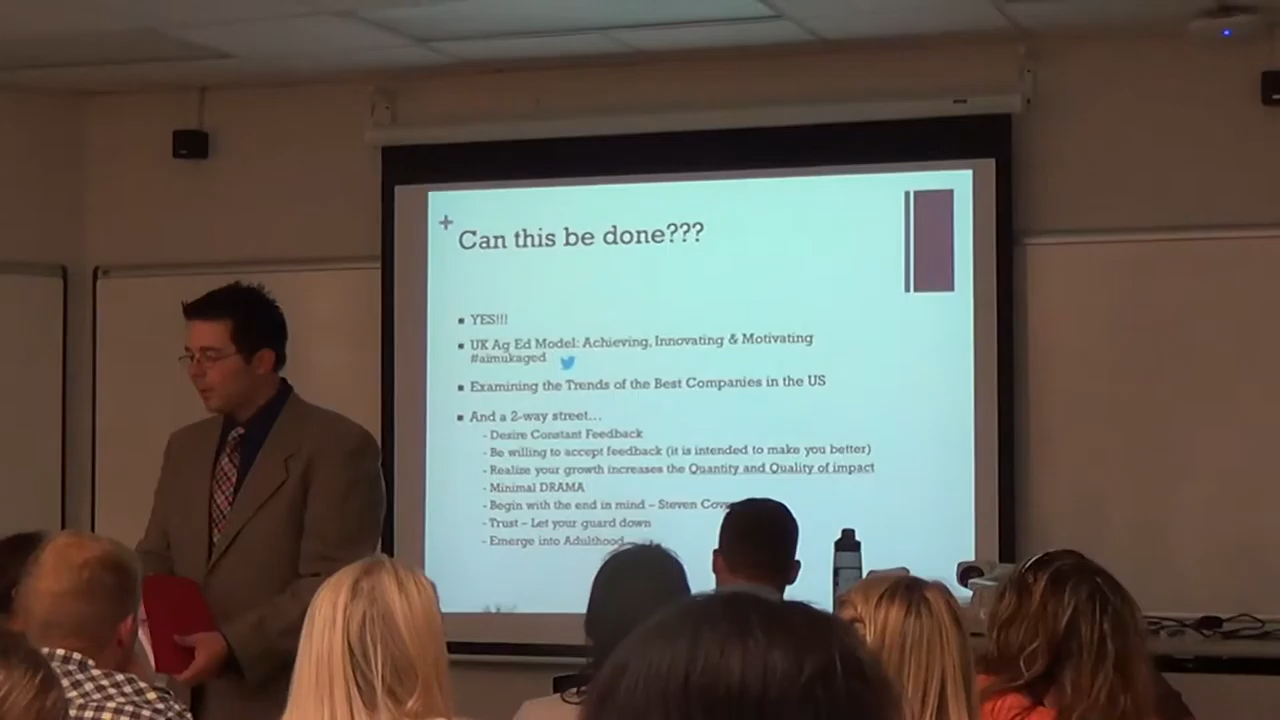 +
Can this be done???
▪ YES!!!
▪ UK Ag Ed Model: Achieving, Innovating & Motivating
#aimukaged
▪ Examining the Trends of the Best Companies in the US
▪ And a 2-way street…
- Desire Constant Feedback
- Be willing to accept feedback (it is intended to make you better)
- Realize your growth increases the Quantity and Quality of impact
- Minimal DRAMA
- Begin with the end in mind – Steven
- Trust – Let your guard down
- Emerge into Adulthood